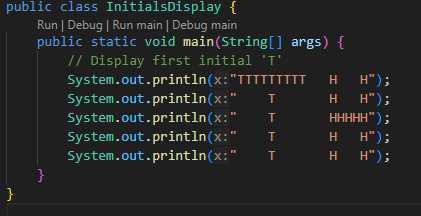 public class InitialsDisplay {
    Run | Debug | Run main | Debug main
    public static void main(String[] args) {
        // Display first initial 'T'
        System.out.println(x:"TTTTTTTTT   H   H");
        System.out.println(x:"    T       H   H");
        System.out.println(x:"    T       HHHHH");
        System.out.println(x:"    T       H   H");
        System.out.println(x:"    T       H   H");
    }
}